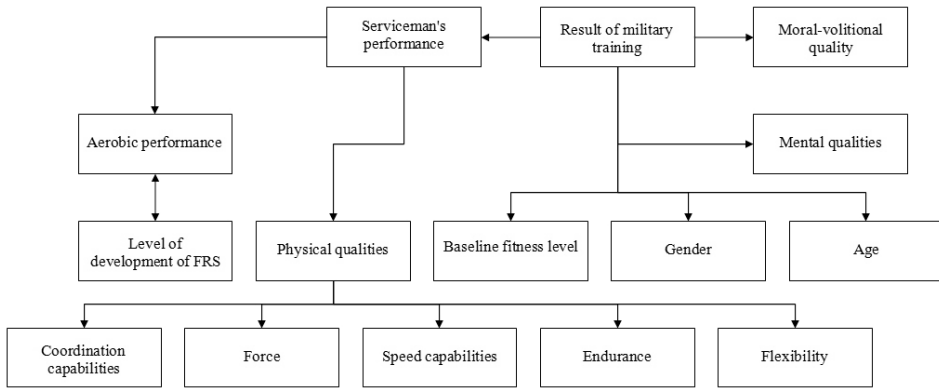 Serviceman's
performance
Result of military
training
Moral-volitional
quality
Aerobic performance
Mental qualities
Level of
development of FRS
Physical qualities
Baseline fitness level
Gender
Age
Coordination
capabilities
Force
Speed capabilities
Endurance
Flexibility